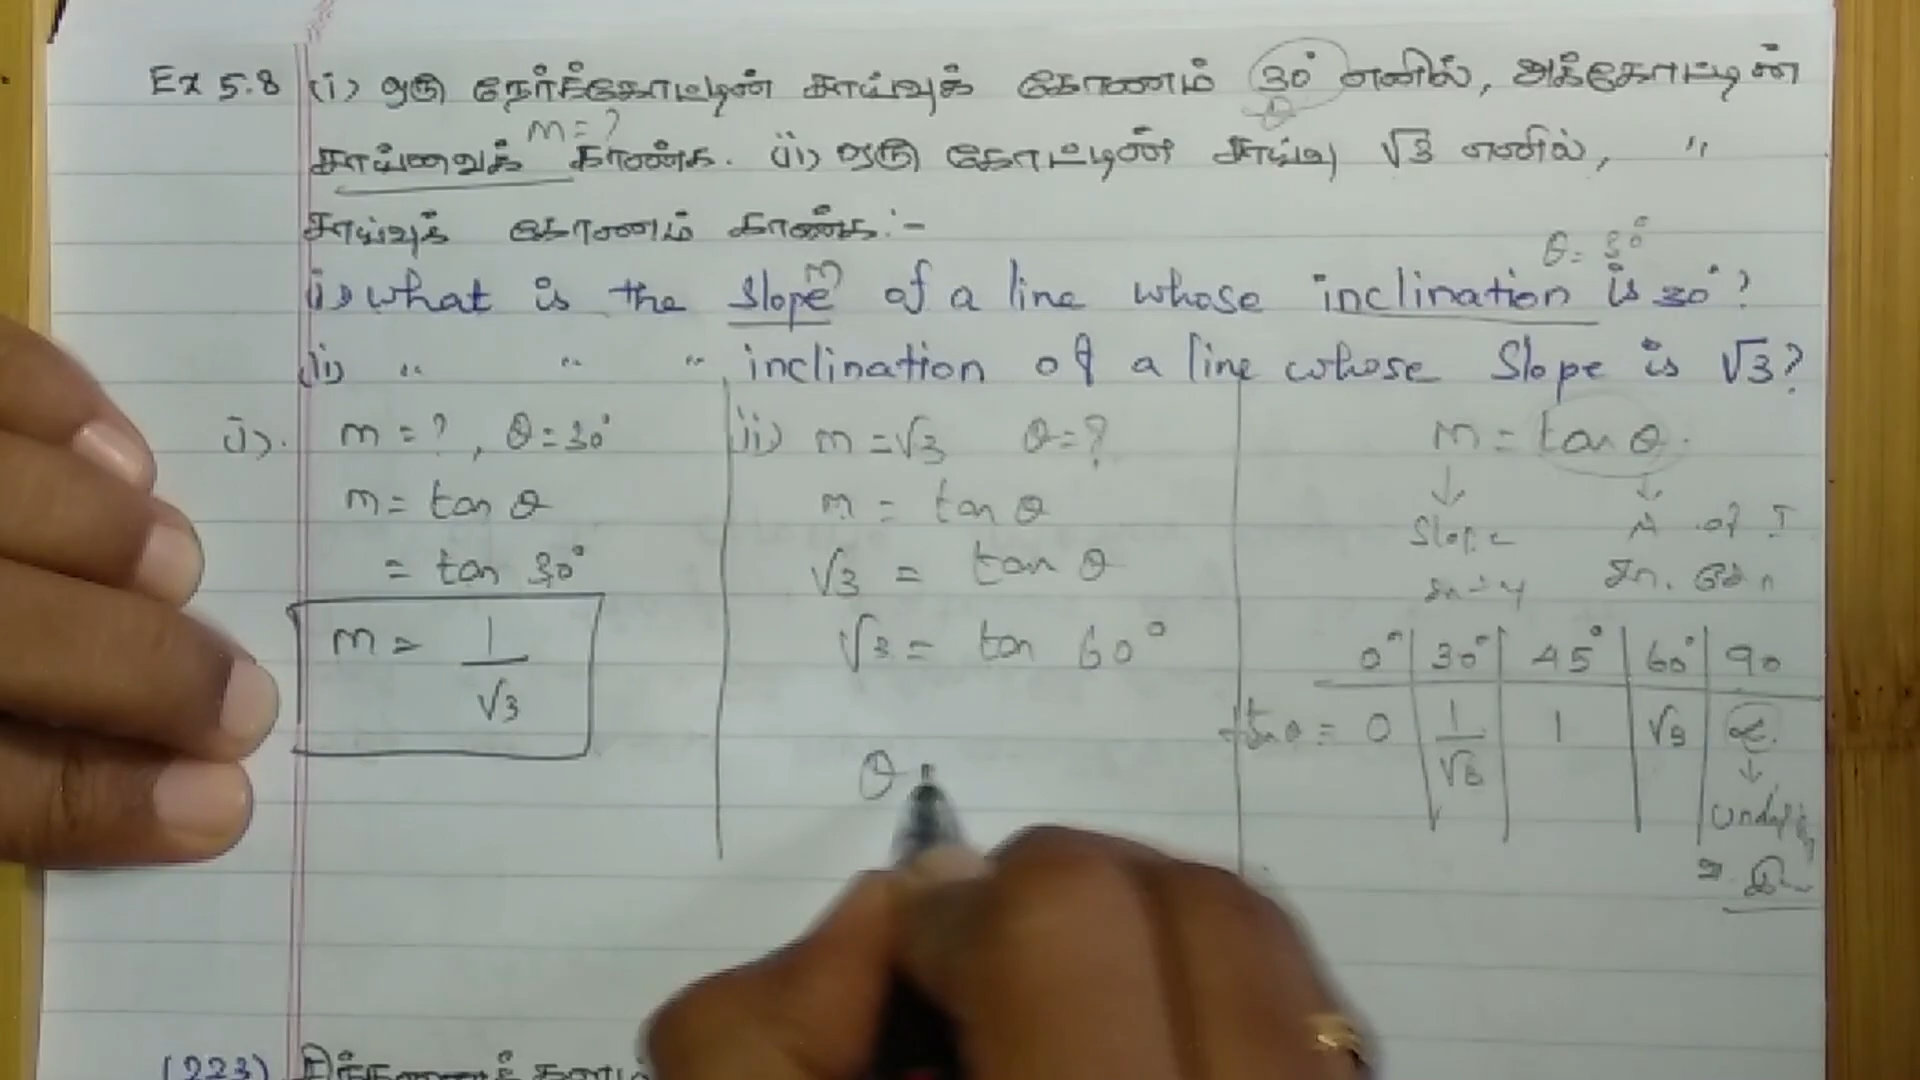 Ex 5.8 (i) ஒரு நேர்க்கோட்டின் சாய்வுக் கோணம் 30° எனில், அக்கோட்டின்
θ
m = ?
சாய்வைக் காண்க. (ii) ஒரு கோட்டின் சாய்வு √3 எனில், "
சாய்வுக் கோணம் காண்க:-
θ = 30°
m
i) what is the Slope of a line whose inclination is 30°?
(ii) " " " inclination of a line whose Slope is √3?
i). m = ?, θ = 30°
m = tan θ
= tan 30°
m = 1/√3
ii) m = √3 θ = ?
m = tan θ
√3 = tan θ
√3 = tan 60°
θ
m = tan θ.
↓ ↓
Slope A of I
0° | 30° | 45° | 60° | 90
tan θ = 0 | 1/√3 | 1 | √3 | ∝.
↓
(223)